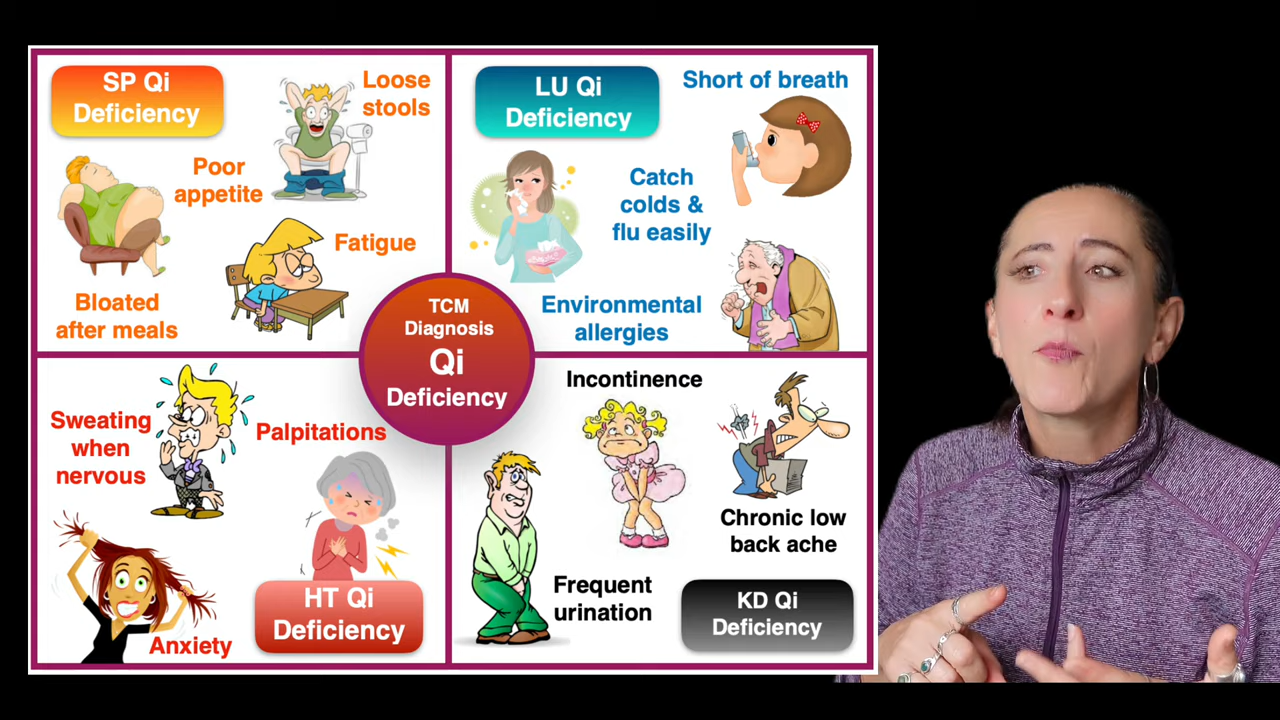 SP Qi
Deficiency
Loose
stools
Poor
appetite
Fatigue
Bloated
after meals
LU Qi
Deficiency
Short of breath
Catch
colds &
flu easily
Environmental
allergies
TCM
Diagnosis
Qi
Deficiency
Sweating
when
nervous
Palpitations
Anxiety
HT Qi
Deficiency
Incontinence
Chronic low
back ache
Frequent
urination
KD Qi
Deficiency